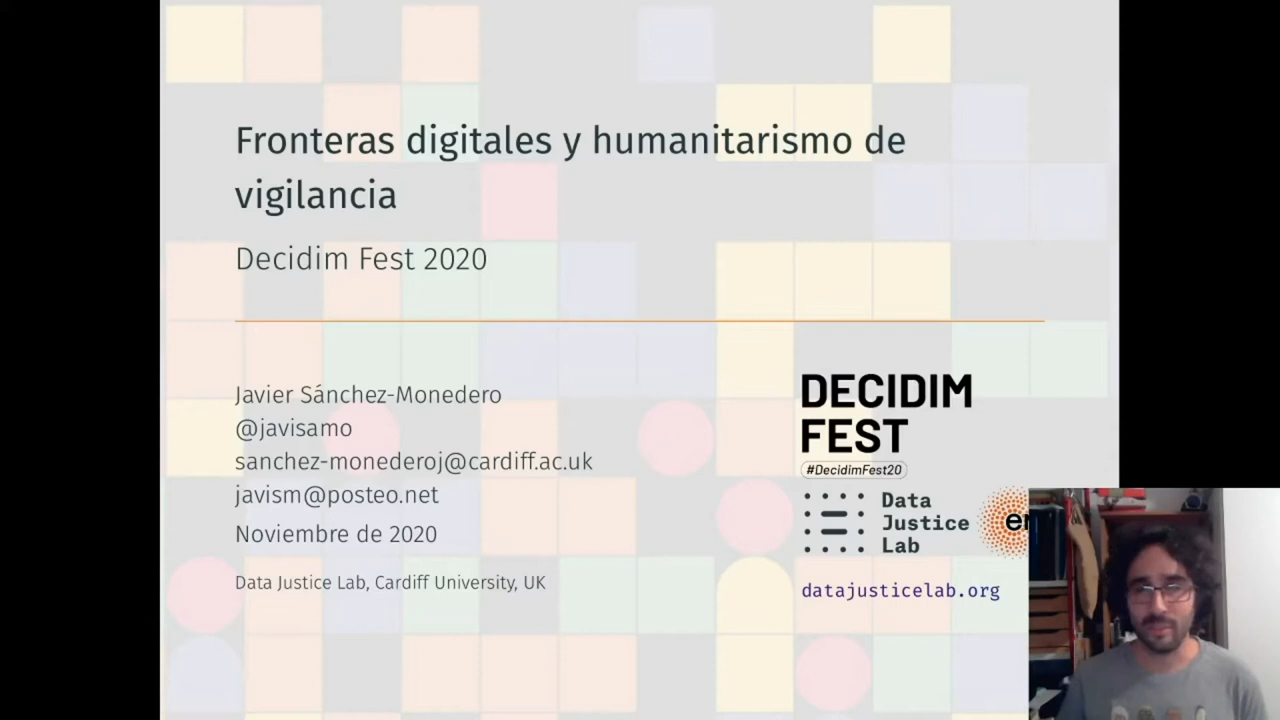 Fronteras digitales y humanitarismo de
vigilancia
Decidim Fest 2020
Javier Sánchez-Monedero
@javisamo
sanchez-monederoj@cardiff.ac.uk
javism@posteo.net
Noviembre de 2020
Data Justice Lab, Cardiff University, UK
DECIDIM
FEST
#DecidimFest20
Data
Justice
Lab
datajusticelab.org